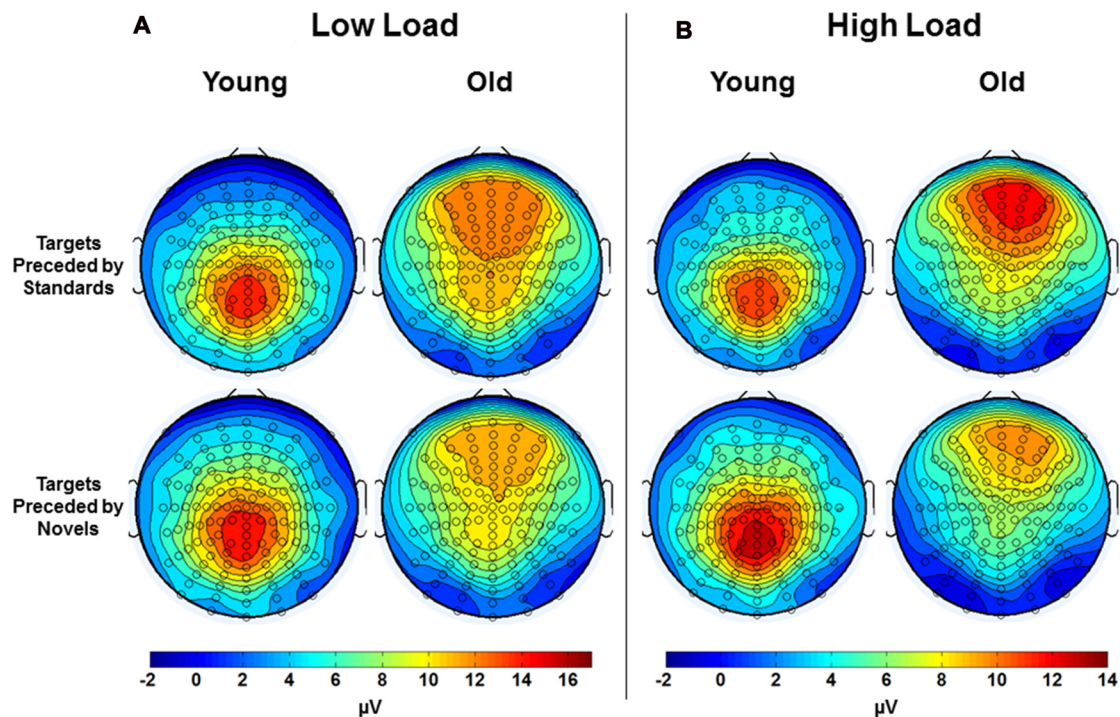 A
Low Load
B
High Load
Young
Old
Young
Old
Targets
Preceded by
Standards
Targets
Preceded by
Novels
-2 0 2 4 6 8 10 12 14 16
-2 0 2 4 6 8 10 12 14
µV
µV